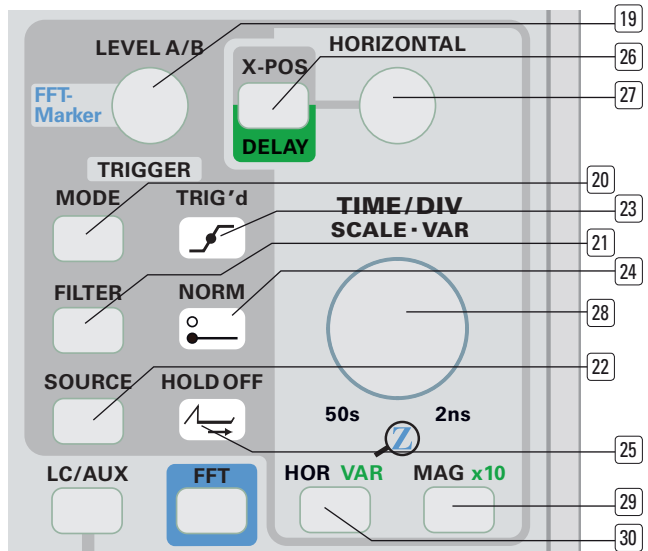 19
LEVEL A/B
HORIZONTAL
X-POS
26
FFT-
Marker
27
DELAY
TRIGGER
20
MODE
TRIG'd
TIME/DIV
23
SCALE · VAR
21
FILTER
NORM
24
28
SOURCE
HOLD OFF
22
50s
2ns
Z
25
LC/AUX
FFT
HOR VAR
MAG x10
29
30